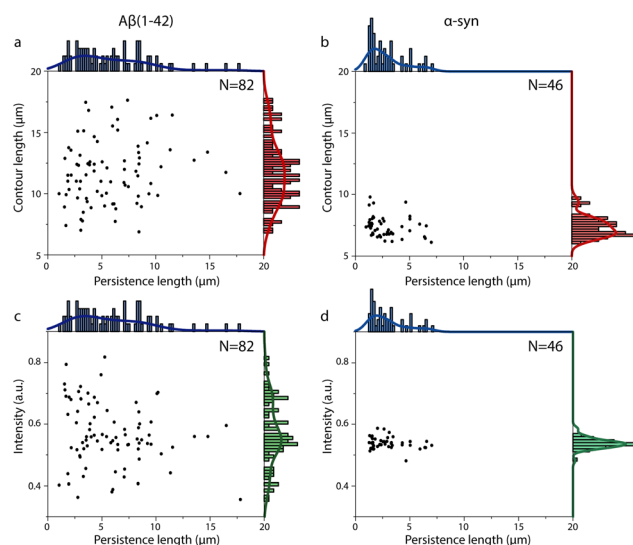 Aβ(1-42)
α-syn
a
b
20
N=82
20
N=46
Contour length (μm)
15
10
5
Contour length (μm)
15
10
5
0
5
10
15
20
0
5
10
15
20
Persistence length (μm)
Persistence length (μm)
c
d
N=82
N=46
Intensity (a.u.)
0.8
0.6
0.4
Intensity (a.u.)
0.8
0.6
0.4
0
5
10
15
20
0
5
10
15
20
Persistence length (μm)
Persistence length (μm)